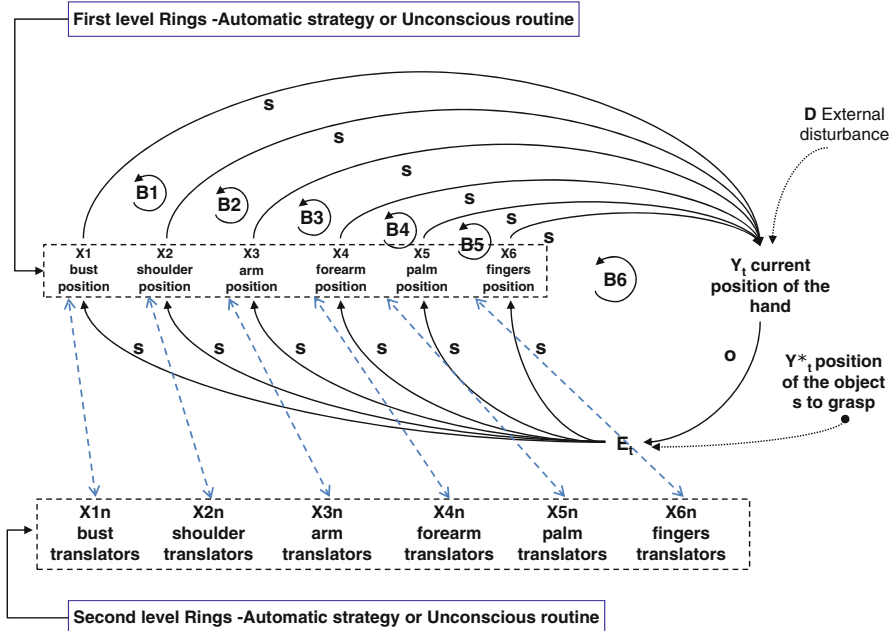 First level Rings -Automatic strategy or Unconscious routine
s
s
s
s
s
s
D External
disturbance
B1
B2
B3
B4
B5
B6
X1
bust
position
X2
shoulder
position
X3
arm
position
X4
forearm
position
X5
palm
position
X6
fingers
position
Yt current
position of the
hand
s
s
s
s
s
s
o
Y*t position
of the object
s to grasp
Et
X1n
bust
translators
X2n
shoulder
translators
X3n
arm
translators
X4n
forearm
translators
X5n
palm
translators
X6n
fingers
translators
Second level Rings -Automatic strategy or Unconscious routine